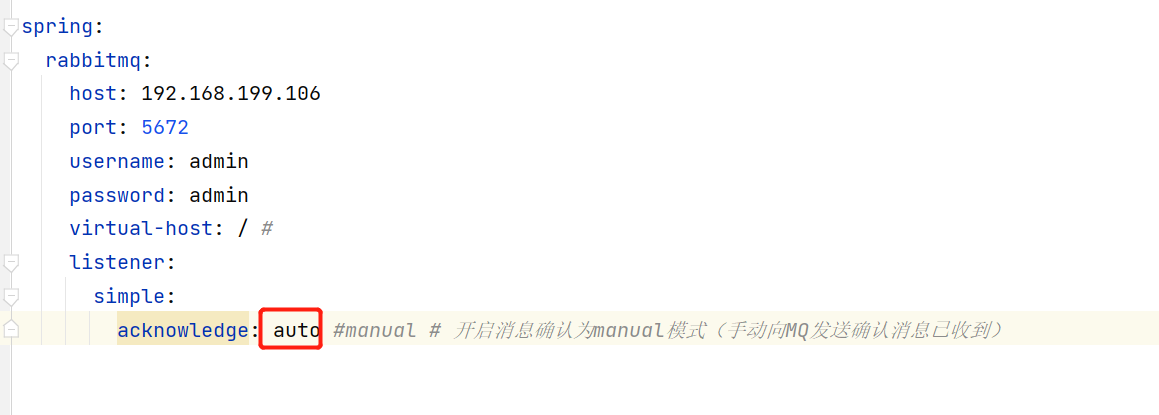 spring:
rabbitmq:
host: 192.168.199.106
port: 5672
username: admin
password: admin
virtual-host: / #
listener:
simple:
acknowledge: auto #manual # 开启消息确认为manual模式（手动向MQ发送确认消息已收到）